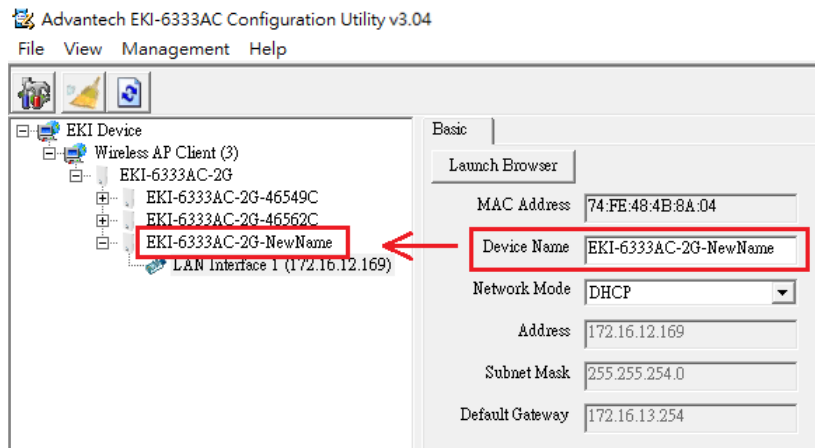 Advantech EKI-6333AC Configuration Utility v3.04
File View Management Help
EKI Device
Wireless AP Client (3)
EKI-6333AC-2G
EKI-6333AC-2G-46549C
EKI-6333AC-2G-46562C
EKI-6333AC-2G-NewName
LAN Interface 1 (172.16.12.169)
Basic
Launch Browser
MAC Address 74:FE:48:4B:8A:04
Device Name EKI-6333AC-2G-NewName
Network Mode DHCP
Address 172.16.12.169
Subnet Mask 255.255.254.0
Default Gateway 172.16.13.254